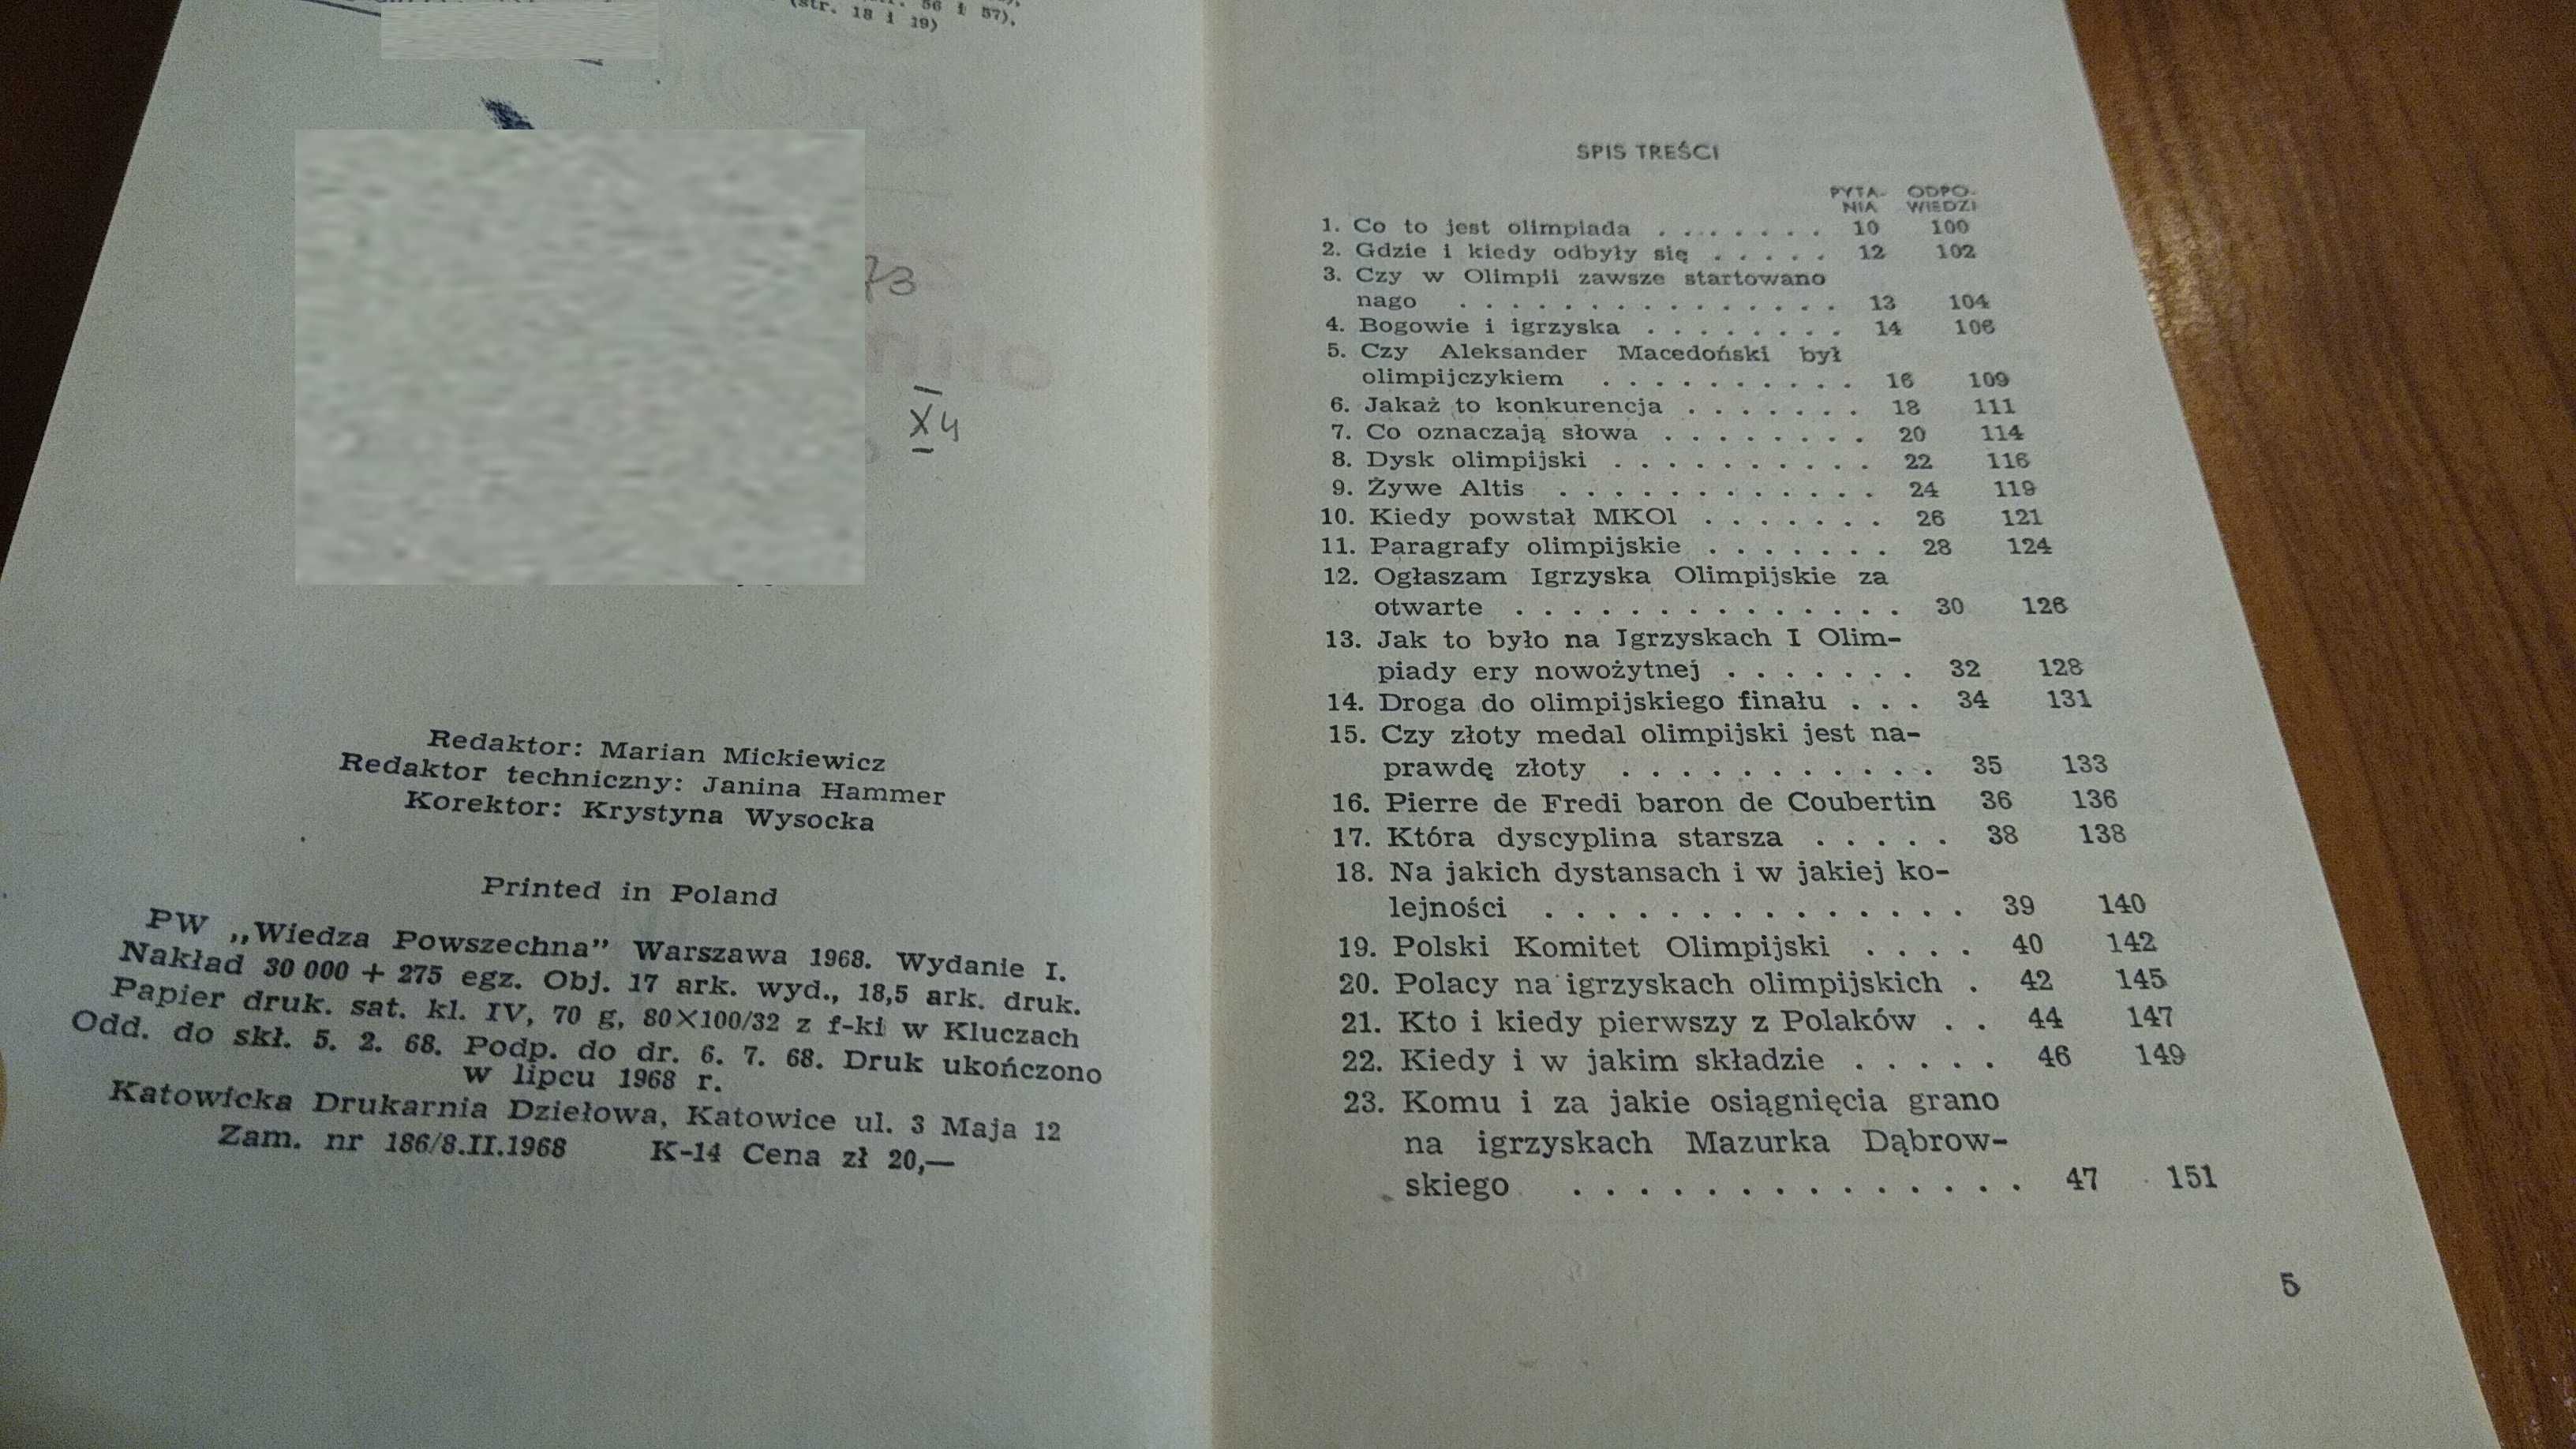 56 i 57),
(str. 18 i 19)
73
X4
Redaktor: Marian Mickiewicz
Redaktor techniczny: Janina Hammer
Korektor: Krystyna Wysocka
Printed in Poland
PW „Wiedza Powszechna” Warszawa 1968. Wydanie I.
Nakład 30 000 + 275 egz. Obj. 17 ark. wyd., 18,5 ark. druk.
Papier druk. sat. kl. IV, 70 g, 80×100/32 z f-ki w Kluczach
Odd. do skł. 5. 2. 68. Podp. do dr. 6. 7. 68. Druk ukończono
w lipcu 1968 r.
Katowicka Drukarnia Dziełowa, Katowice ul. 3 Maja 12
Zam. nr 186/8.II.1968 K-14 Cena zł 20,—
SPIS TREŚCI
PYTA- ODPO-
NIA WIEDZI
1. Co to jest olimpiada . . . . . . . 10 100
2. Gdzie i kiedy odbyły się . . . . . 12 102
3. Czy w Olimpii zawsze startowano
nago . . . . . . . . . . . . . . . 13 104
4. Bogowie i igrzyska . . . . . . . . 14 106
5. Czy Aleksander Macedoński był
olimpijczykiem . . . . . . . . . . 16 109
6. Jakaż to konkurencja . . . . . . . 18 111
7. Co oznaczają słowa . . . . . . . . 20 114
8. Dysk olimpijski . . . . . . . . . . 22 116
9. Żywe Altis . . . . . . . . . . . . 24 119
10. Kiedy powstał MKOl . . . . . . . 26 121
11. Paragrafy olimpijskie . . . . . . . 28 124
12. Ogłaszam Igrzyska Olimpijskie za
otwarte . . . . . . . . . . . . . . 30 126
13. Jak to było na Igrzyskach I Olim-
piady ery nowożytnej . . . . . . . 32 128
14. Droga do olimpijskiego finału . . . 34 131
15. Czy złoty medal olimpijski jest na-
prawdę złoty . . . . . . . . . . . . 35 133
16. Pierre de Fredi baron de Coubertin 36 136
17. Która dyscyplina starsza . . . . . 38 138
18. Na jakich dystansach i w jakiej ko-
lejności . . . . . . . . . . . . . . 39 140
19. Polski Komitet Olimpijski . . . . 40 142
20. Polacy na igrzyskach olimpijskich . 42 145
21. Kto i kiedy pierwszy z Polaków . . 44 147
22. Kiedy i w jakim składzie . . . . . 46 149
23. Komu i za jakie osiągnięcia grano
na igrzyskach Mazurka Dąbrow-
skiego . . . . . . . . . . . . . . 47 151
5